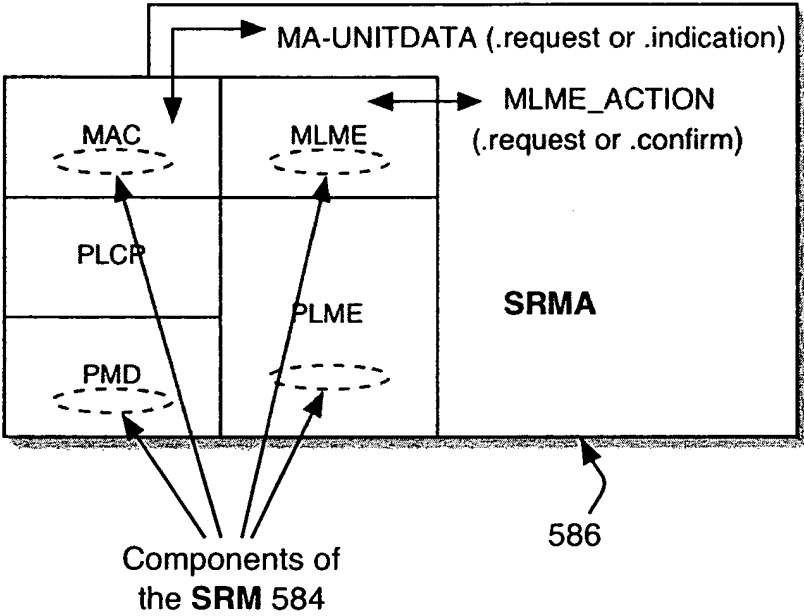 MA-UNITDATA (.request or .indication)
MLME_ACTION
(.request or .confirm)
MAC
MLME
PLCP
PLME
SRMA
PMD
586
Components of
the SRM 584